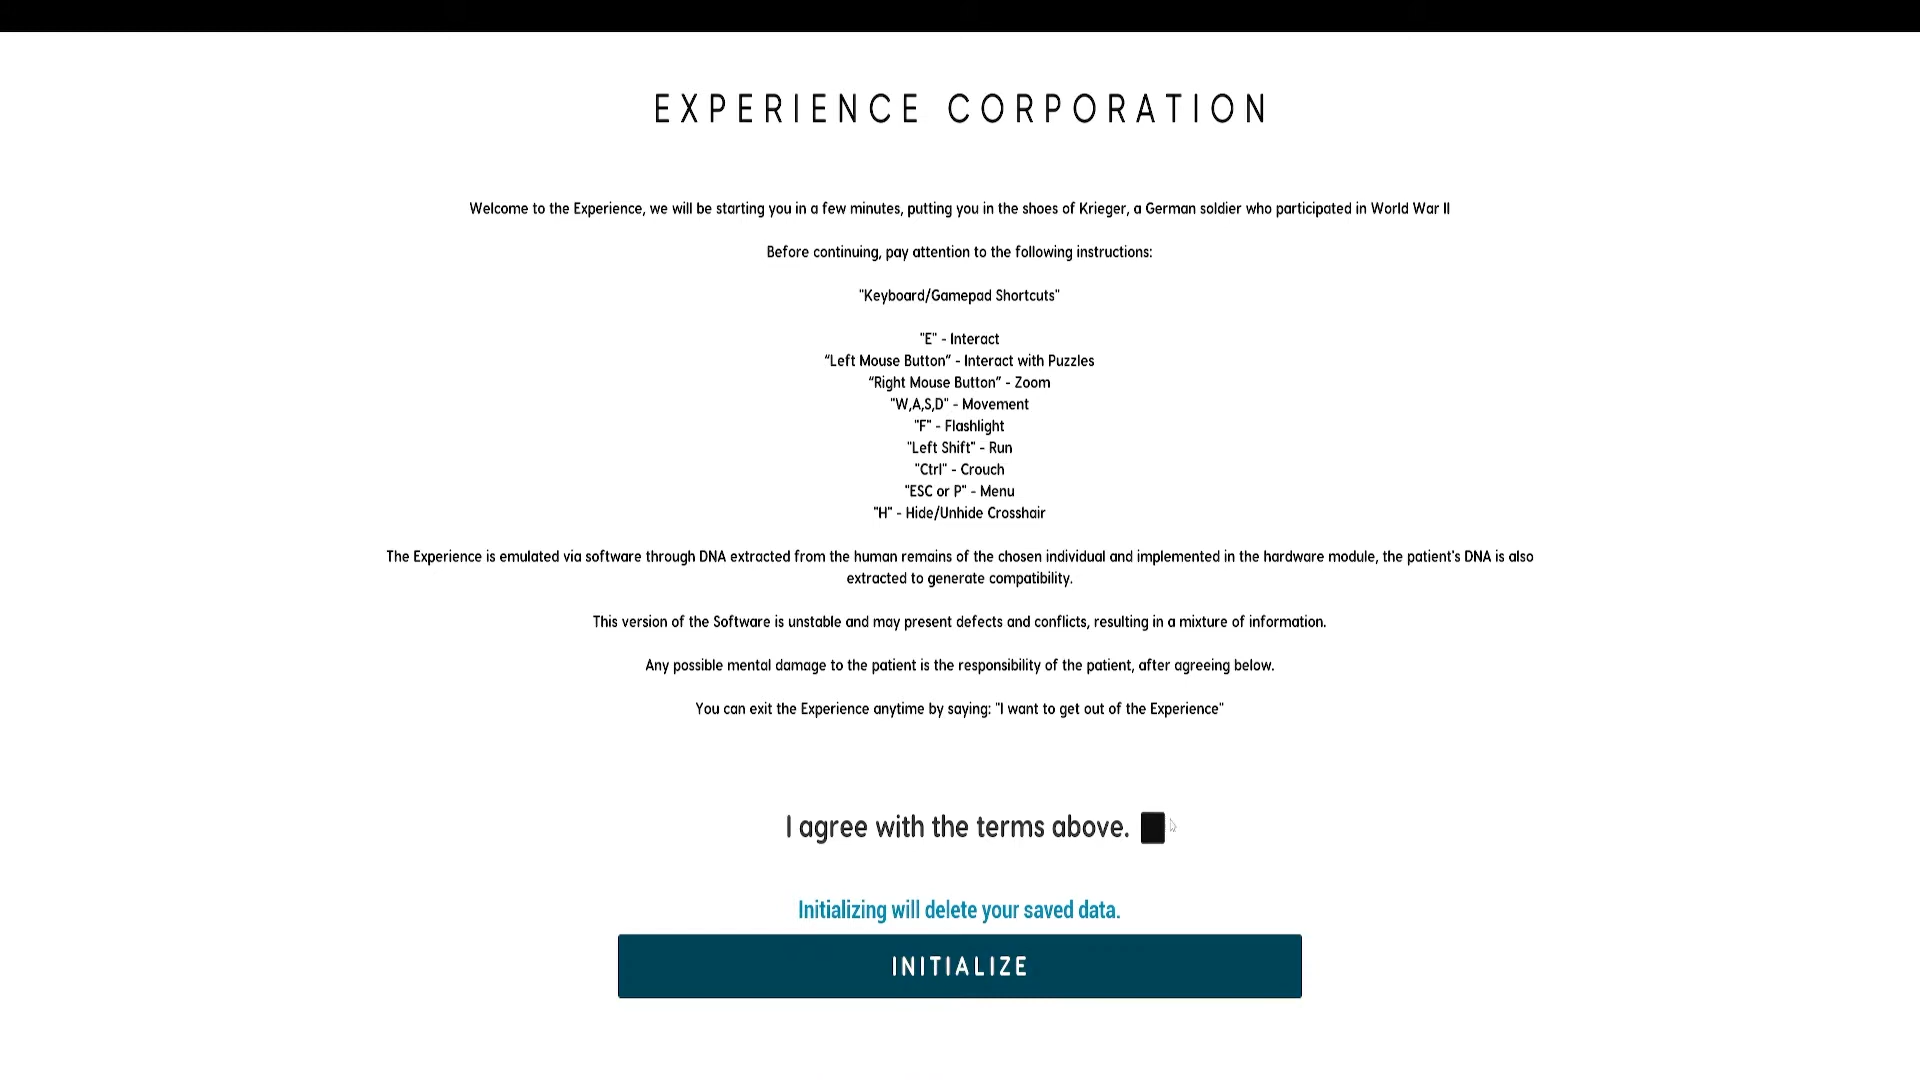 EXPERIENCE CORPORATION
Welcome to the Experience, we will be starting you in a few minutes, putting you in the shoes of Krieger, a German soldier who participated in World War II
Before continuing, pay attention to the following instructions:
"Keyboard/Gamepad Shortcuts"
"E" - Interact
“Left Mouse Button” - Interact with Puzzles
“Right Mouse Button” - Zoom
"W,A,S,D" - Movement
"F" - Flashlight
"Left Shift" - Run
"Ctrl" - Crouch
"ESC or P" - Menu
"H" - Hide/Unhide Crosshair
The Experience is emulated via software through DNA extracted from the human remains of the chosen individual and implemented in the hardware module, the patient's DNA is also
extracted to generate compatibility.
This version of the Software is unstable and may present defects and conflicts, resulting in a mixture of information.
Any possible mental damage to the patient is the responsibility of the patient, after agreeing below.
You can exit the Experience anytime by saying: "I want to get out of the Experience"
I agree with the terms above.
Initializing will delete your saved data.
INITIALIZE